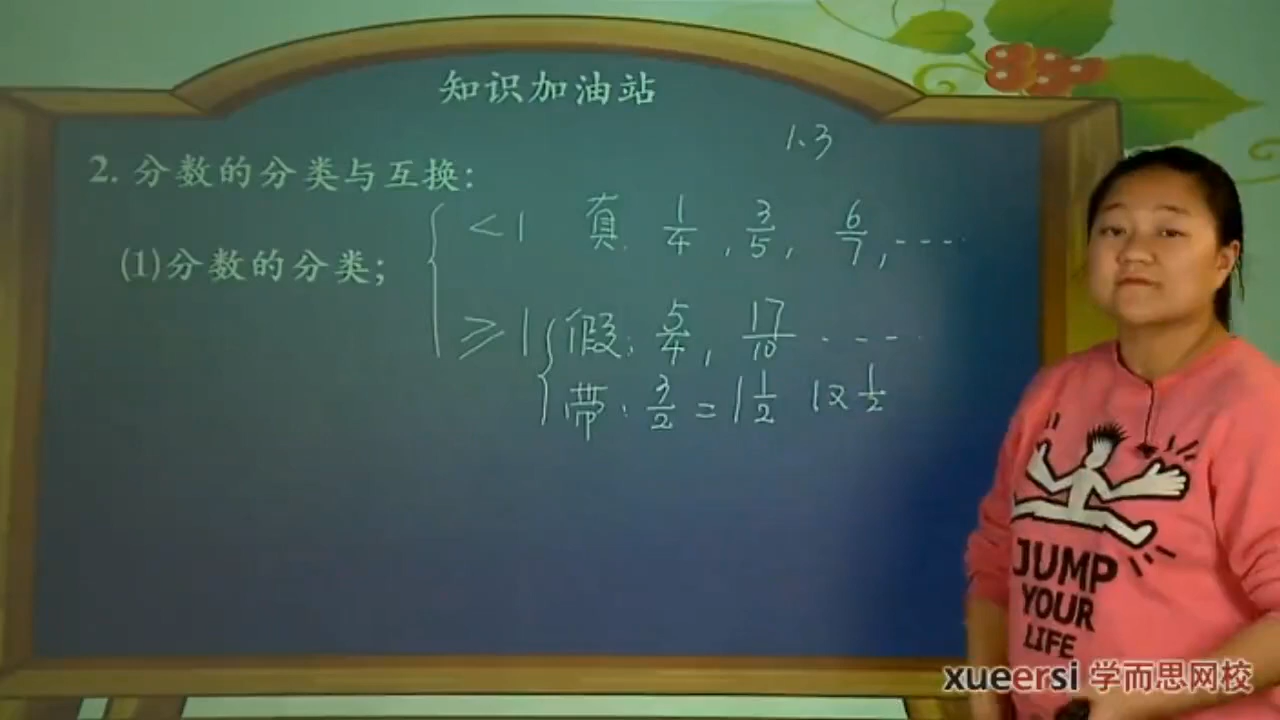 知识加油站
1.3
2. 分数的分类与互换:
< 1 真: 1/4, 3/5, 6/7, ----
(1)分数的分类;
≥ 1 假: 5/4, 17/10 ----
带: 3/2 = 1 1/2 1又1/2
JUMP
YOUR
LIFE
xueersi 学而思网校